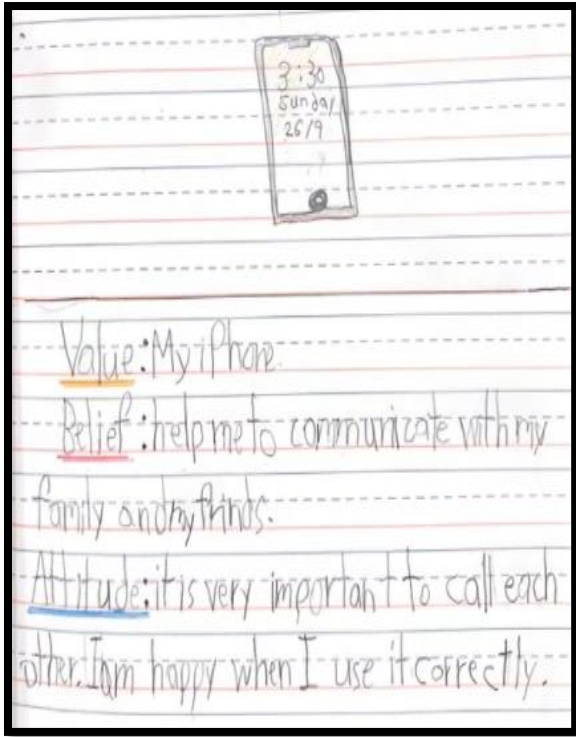 3:30
Sunday
26/9
Value: My iPhone.
Belief: help me to communicate with my
family and my frinds.
Attitude: it is very important to call each
other. I am happy when I use it correctly.